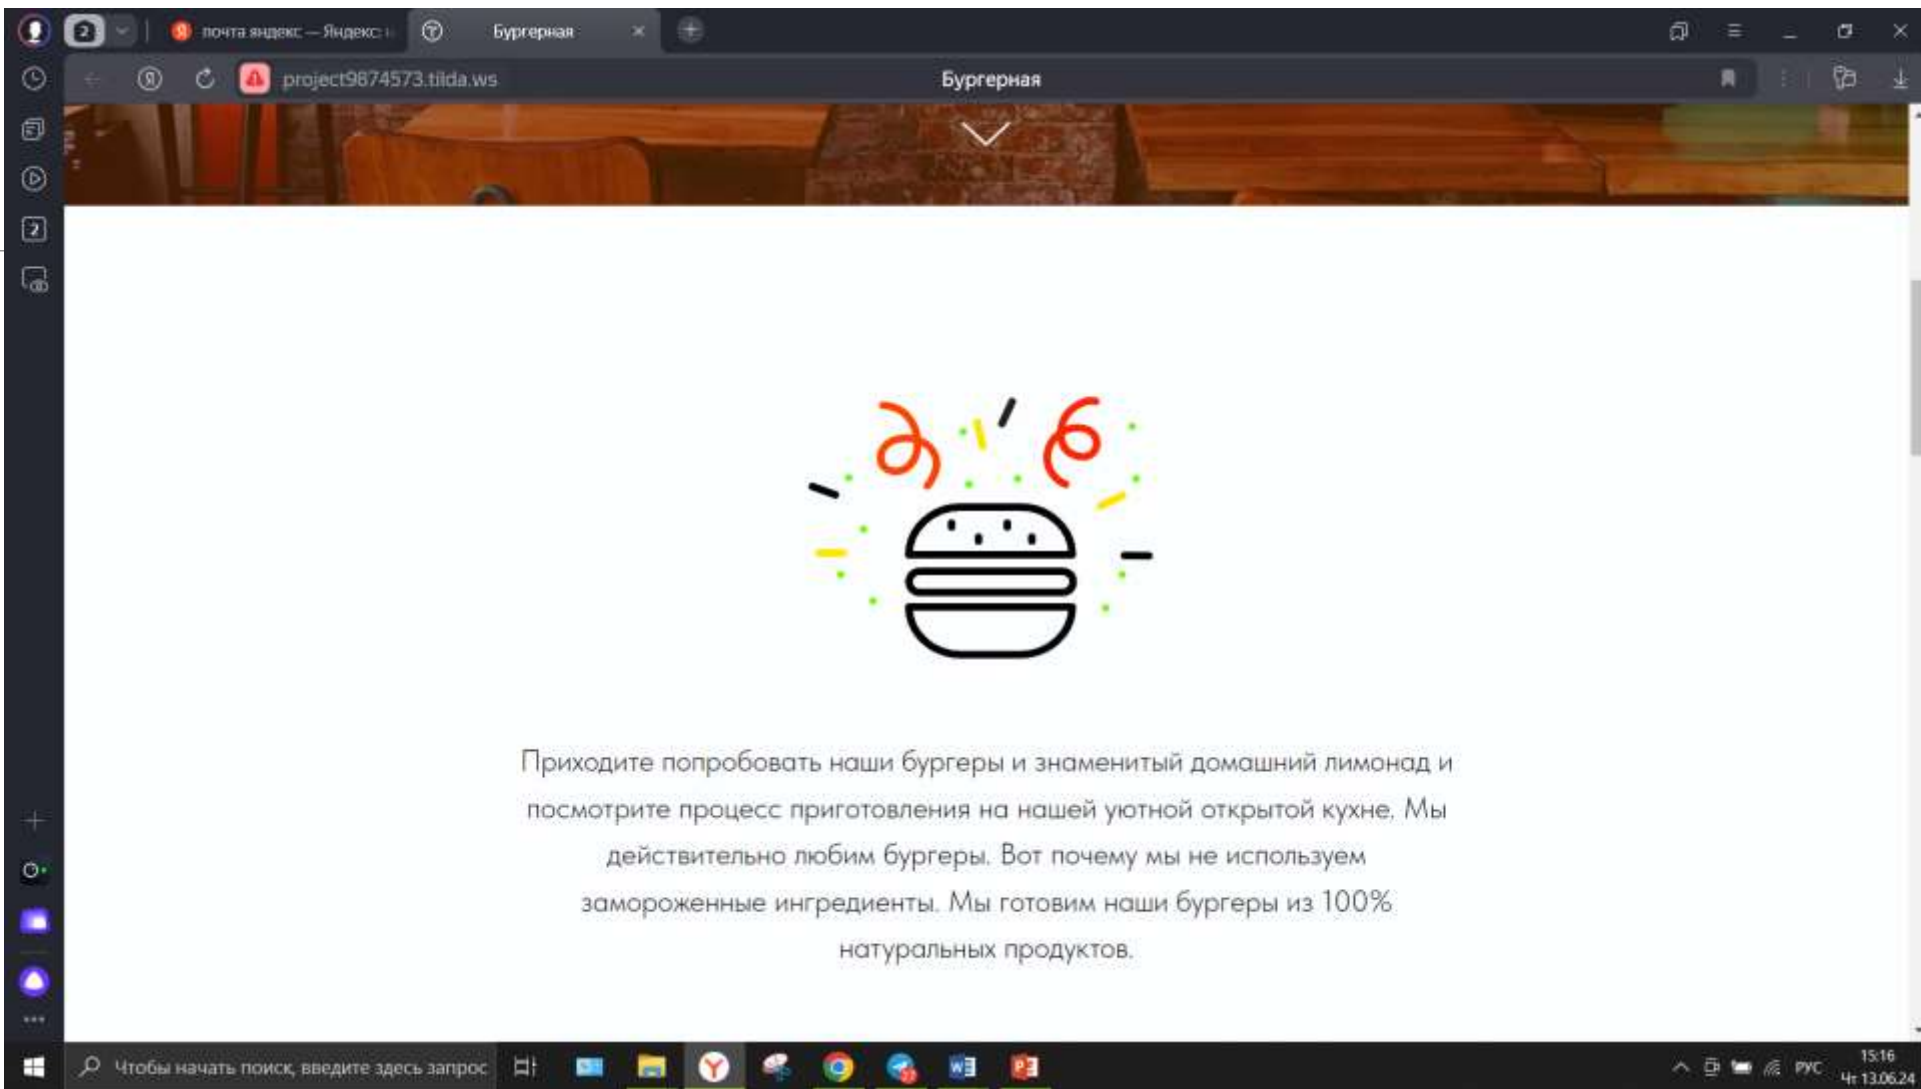 2
почта яндекс — Яндекс:
Бургерная
project9874573.tilda.ws
Бургерная
2
Приходите попробовать наши бургеры и знаменитый домашний лимонад и
посмотрите процесс приготовления на нашей уютной открытой кухне. Мы
действительно любим бургеры. Вот почему мы не используем
замороженные ингредиенты. Мы готовим наши бургеры из 100%
натуральных продуктов.
Чтобы начать поиск, введите здесь запрос
РУС
15:16
Чт 13.06.24